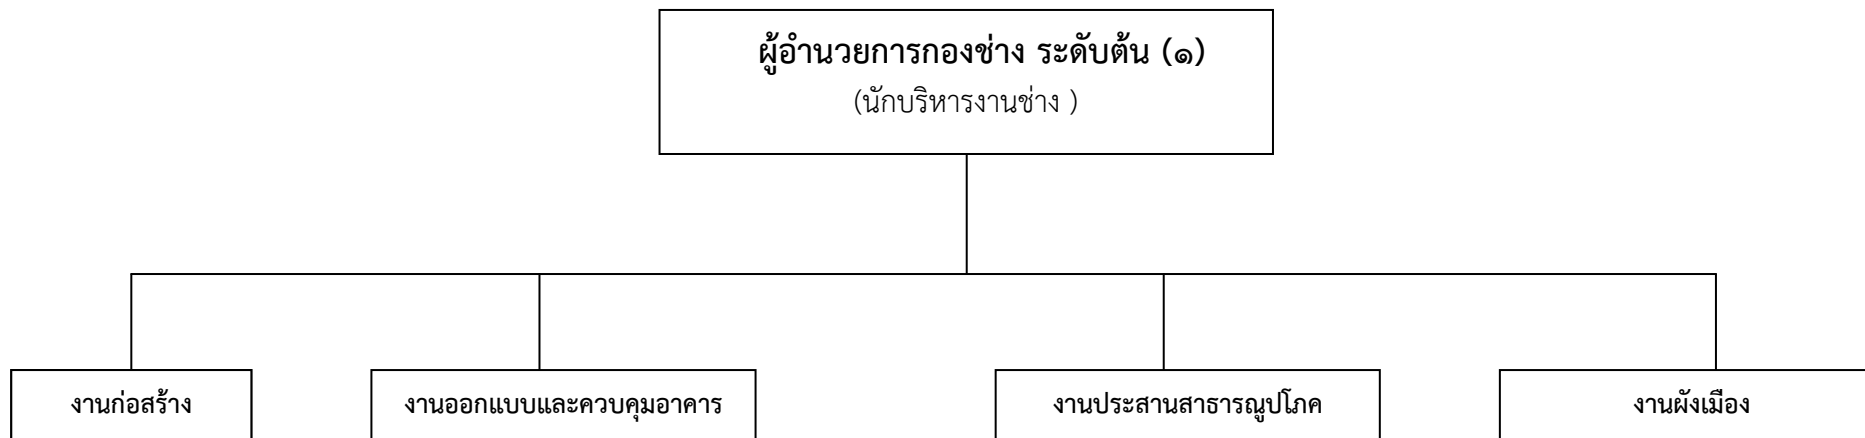 ผู้อำนวยการกองช่าง ระดับต้น (๑)
(นักบริหารงานช่าง )
งานก่อสร้าง
งานออกแบบและควบคุมอาคาร
งานประสานสาธารณูปโภค
งานผังเมือง